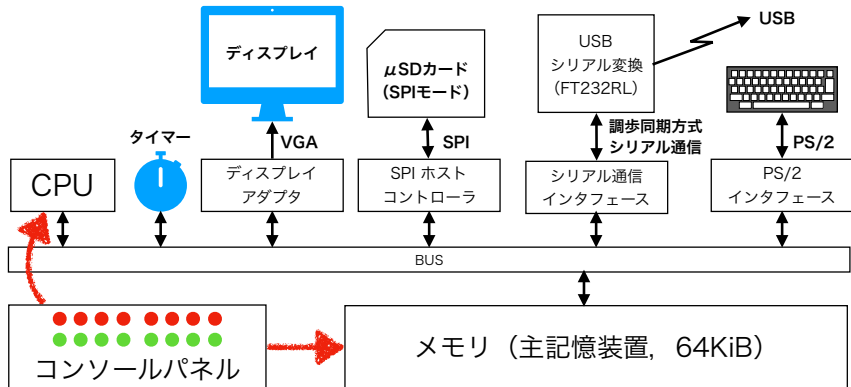 USB
ディスプレイ
μSDカード
（SPIモード）
USB
シリアル変換
（FT232RL）
タイマー
VGA
SPI
調歩同期方式
シリアル通信
PS/2
CPU
ディスプレイ
アダプタ
SPI ホスト
コントローラ
シリアル通信
インタフェース
PS/2
インタフェース
BUS
コンソールパネル
メモリ（主記憶装置，64KiB）